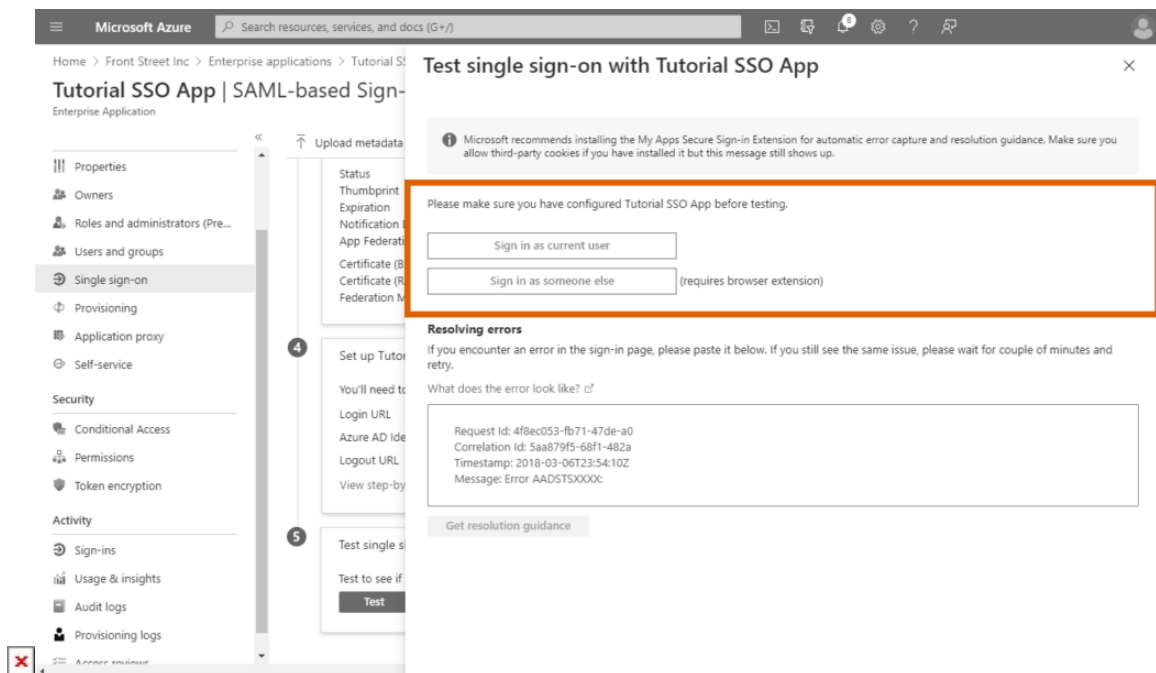 Microsoft Azure
Search resources, services, and docs (G+/)
8
Home > Front Street Inc > Enterprise applications > Tutorial S
Tutorial SSO App | SAML-based Sign-
Enterprise Application
Properties
Owners
Roles and administrators (Pre...
Users and groups
Single sign-on
Provisioning
Application proxy
Self-service
Security
Conditional Access
Permissions
Token encryption
Activity
Sign-ins
Usage & insights
Audit logs
Provisioning logs
Access reviews
Upload metadata
Status
Thumbprint
Expiration
Notification
App Federati
Certificate (B
Certificate (R
Federation M
4
Set up Tutor
You'll need to
Login URL
Azure AD Ide
Logout URL
View step-by
5
Test single si
Test to see if
Test
Test single sign-on with Tutorial SSO App
Microsoft recommends installing the My Apps Secure Sign-in Extension for automatic error capture and resolution guidance. Make sure you
allow third-party cookies if you have installed it but this message still shows up.
Please make sure you have configured Tutorial SSO App before testing.
Sign in as current user
Sign in as someone else (requires browser extension)
Resolving errors
If you encounter an error in the sign-in page, please paste it below. If you still see the same issue, please wait for couple of minutes and
retry.
What does the error look like?
Request Id: 4f8ec053-fb71-47de-a0
Correlation Id: 5aa879f5-68f1-482a
Timestamp: 2018-03-06T23:54:10Z
Message: Error AADSTSXXXX:
Get resolution guidance